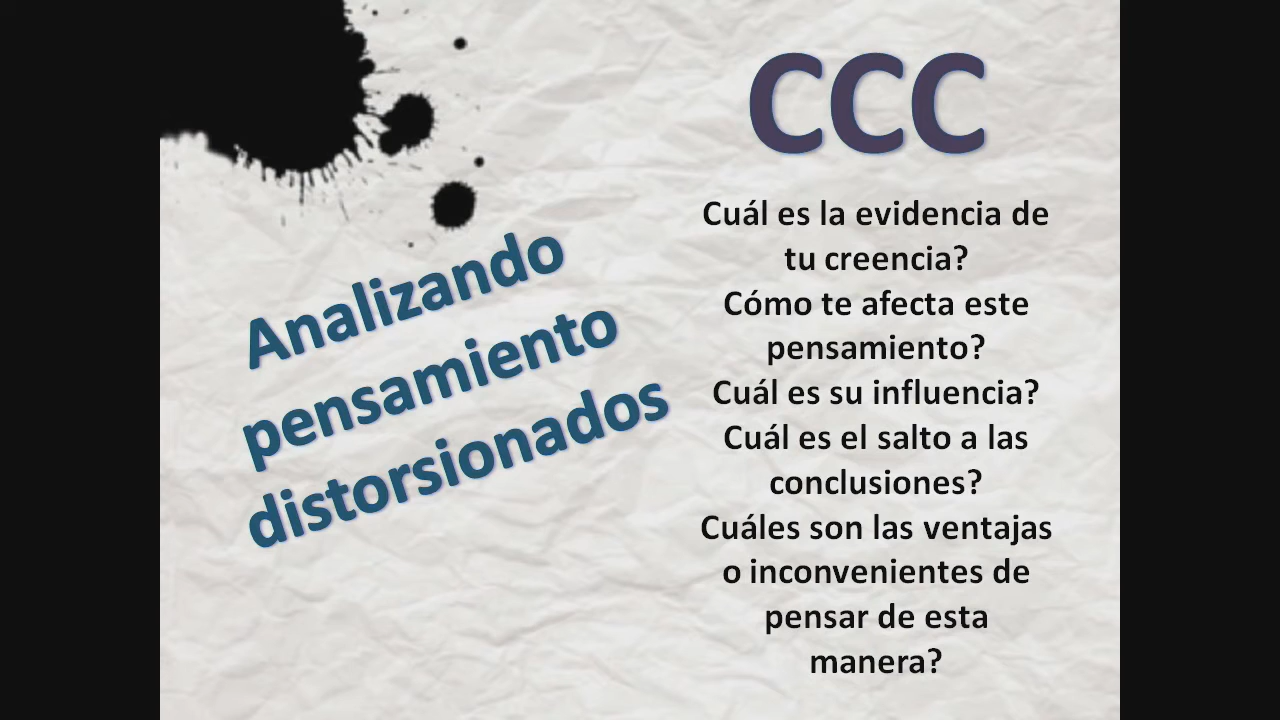 Analizando
pensamiento
distorsionados
CCC
Cuál es la evidencia de
tu creencia?
Cómo te afecta este
pensamiento?
Cuál es su influencia?
Cuál es el salto a las
conclusiones?
Cuáles son las ventajas
o inconvenientes de
pensar de esta
manera?